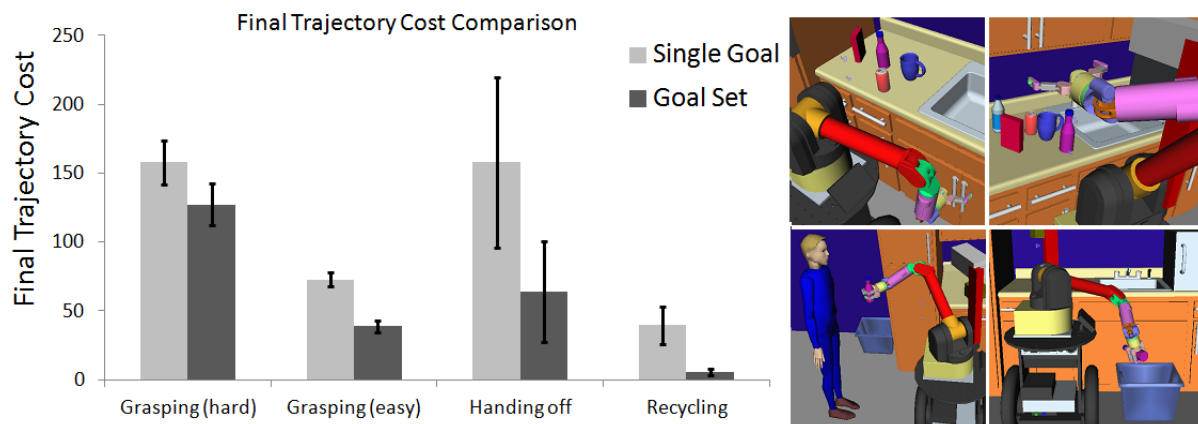 Final Trajectory Cost Comparison
Final Trajectory Cost
250
200
150
100
50
0
Single Goal
Goal Set
Grasping (hard)
Grasping (easy)
Handing off
Recycling